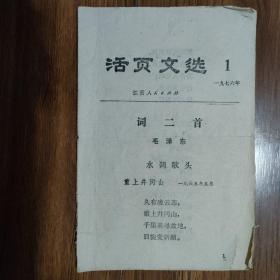 活页文选 1
一九七六年
江西人民出版社
词二首
毛泽东
水调歌头
重上井冈山 一九六五年五月
久有凌云志，
重上井冈山。
千里来寻故地，
旧貌变新颜。